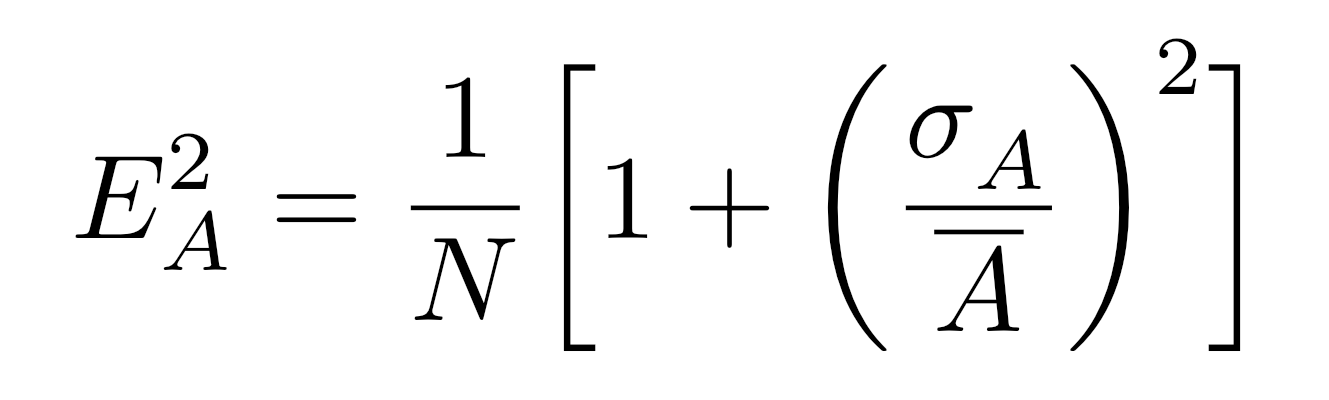 E_A^2 = \frac{1}{N} \left[ 1 + \left( \frac{\sigma_A}{\overline{A}} \right)^2 \right]